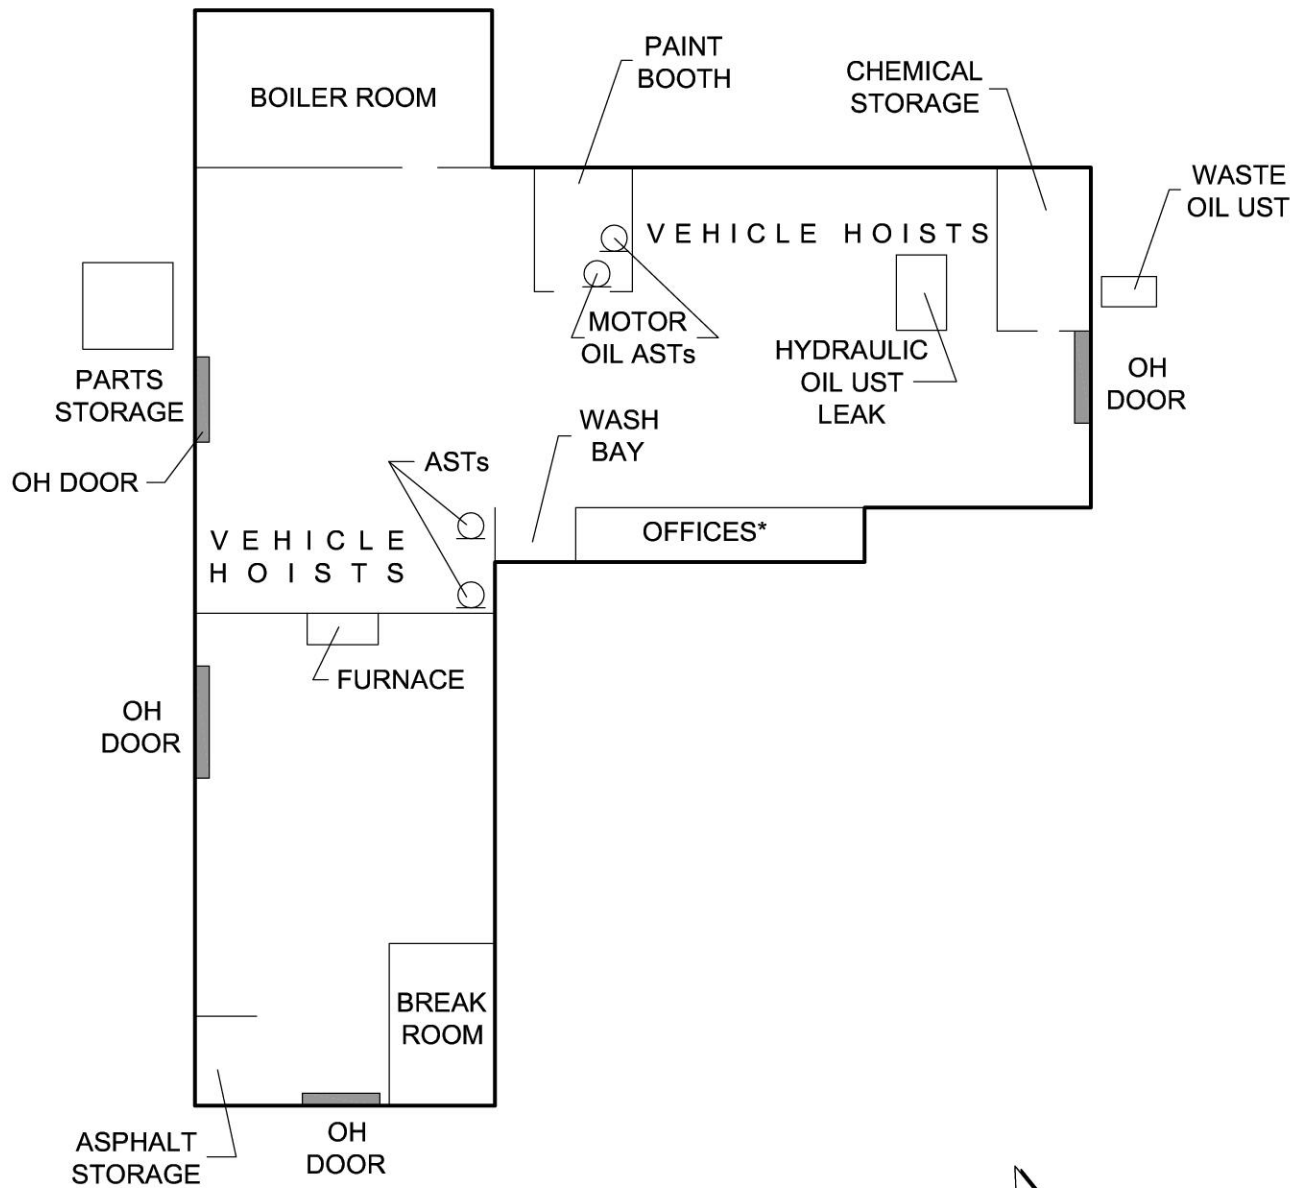 PAINT
BOOTH
CHEMICAL
STORAGE
BOILER ROOM
WASTE
OIL UST
VEHICLE HOISTS
MOTOR
OIL ASTs
HYDRAULIC
OIL UST
LEAK
OH
DOOR
PARTS
STORAGE
OH DOOR
WASH
BAY
ASTs
OFFICES*
VEHICLE
HOISTS
FURNACE
OH
DOOR
BREAK
ROOM
ASPHALT
STORAGE
OH
DOOR